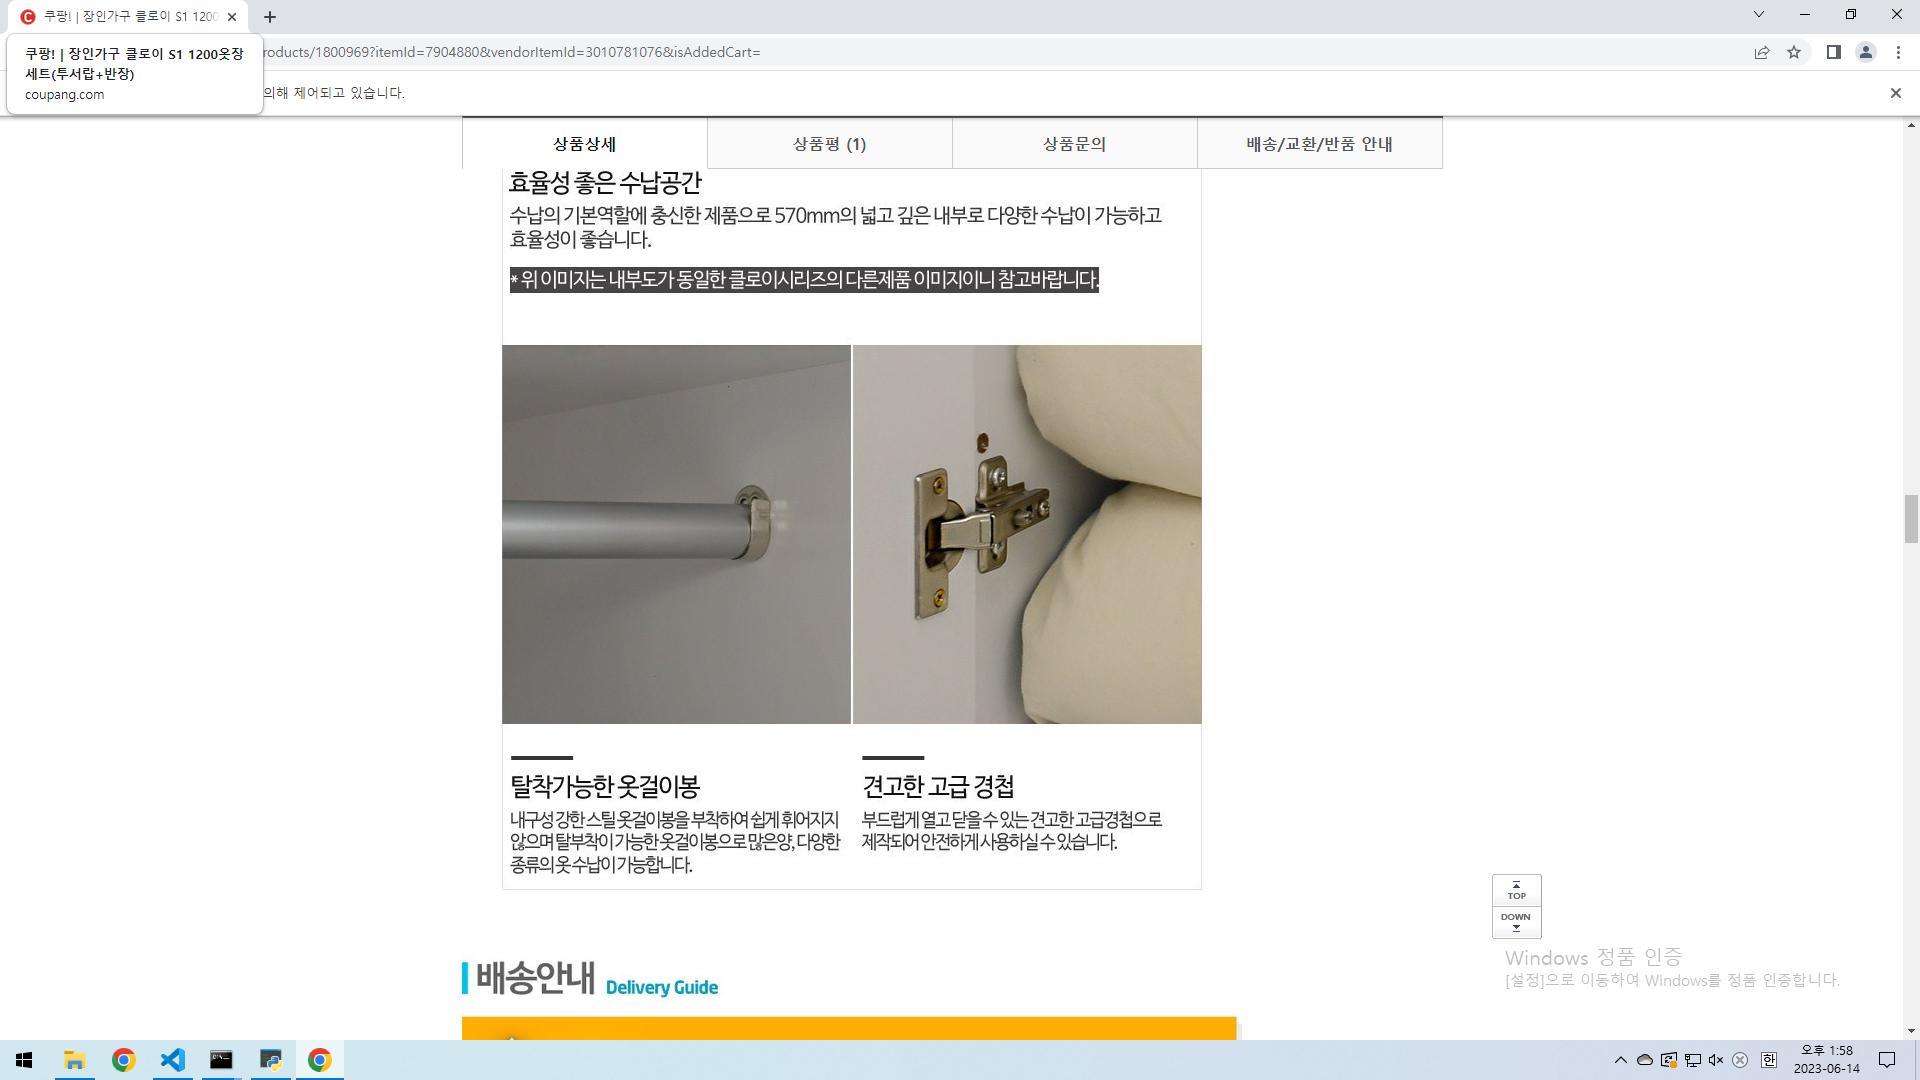 쿠팡! | 장인가구 클로이 S1 1200
쿠팡! | 장인가구 클로이 S1 1200옷장
세트(투서랍+반장)
coupang.com
roducts/1800969?itemId=7904880&vendorItemId=3010781076&isAddedCart=
의해 제어되고 있습니다.
상품상세
상품평 (1)
상품문의
배송/교환/반품 안내
효율성 좋은 수납공간
수납의 기본역할에 충신한 제품으로 570mm의 넓고 깊은 내부로 다양한 수납이 가능하고
효율성이 좋습니다.
* 위 이미지는 내부도가 동일한 클로이시리즈의 다른제품 이미지이니 참고바랍니다.
탈착가능한 옷걸이봉
내구성 강한 스틸 옷걸이봉을 부착하여 쉽게 휘어지지
않으며 탈부착이 가능한 옷걸이봉으로 많은양, 다양한
종류의 옷 수납이 가능합니다.
견고한 고급 경첩
부드럽게 열고 닫을 수 있는 견고한 고급경첩으로
제작되어 안전하게 사용하실 수 있습니다.
TOP
DOWN
Windows 정품 인증
[설정]으로 이동하여 Windows를 정품 인증합니다.
배송안내 Delivery Guide
한
오후 1:58
2023-06-14